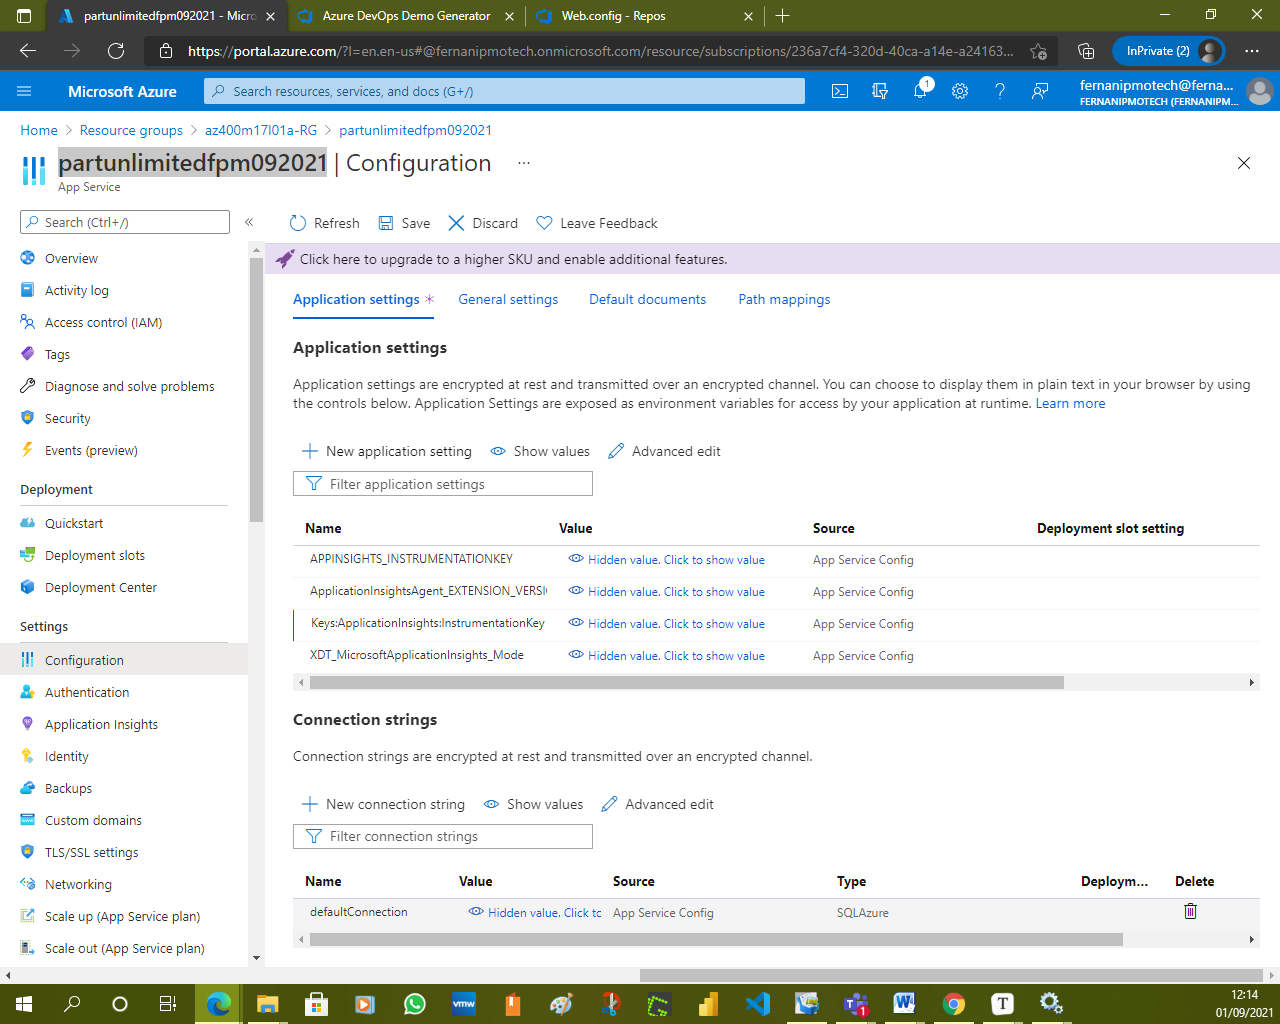 partunlimitedfpm092021 - Micro
Azure DevOps Demo Generator
Web.config - Repos
https://portal.azure.com/?l=en.en-us#@fernanipmotech.onmicrosoft.com/resource/subscriptions/236a7cf4-320d-40ca-a14e-a24163...
InPrivate (2)
Microsoft Azure
Search resources, services, and docs (G+/)
1
fernanipmotech@ferna...
FERNANIPMOTECH (FERNANIPM...
Home > Resource groups > az400m17l01a-RG > partunlimitedfpm092021
partunlimitedfpm092021 | Configuration ...
App Service
Search (Ctrl+/)
«
Refresh
Save
Discard
Leave Feedback
Click here to upgrade to a higher SKU and enable additional features.
Overview
Activity log
Access control (IAM)
Tags
Diagnose and solve problems
Security
Events (preview)
Deployment
Quickstart
Deployment slots
Deployment Center
Settings
Configuration
Authentication
Application Insights
Identity
Backups
Custom domains
TLS/SSL settings
Networking
Scale up (App Service plan)
Scale out (App Service plan)
Application settings *
General settings
Default documents
Path mappings
Application settings
Application settings are encrypted at rest and transmitted over an encrypted channel. You can choose to display them in plain text in your browser by using
the controls below. Application Settings are exposed as environment variables for access by your application at runtime. Learn more
New application setting
Show values
Advanced edit
Filter application settings
Name Value Source Deployment slot setting
APPINSIGHTS_INSTRUMENTATIONKEY Hidden value. Click to show value App Service Config
ApplicationInsightsAgent_EXTENSION_VERSI Hidden value. Click to show value App Service Config
Keys:ApplicationInsights:InstrumentationKey Hidden value. Click to show value App Service Config
XDT_MicrosoftApplicationInsights_Mode Hidden value. Click to show value App Service Config
Connection strings
Connection strings are encrypted at rest and transmitted over an encrypted channel.
New connection string
Show values
Advanced edit
Filter connection strings
Name Value Source Type Deploym... Delete
defaultConnection Hidden value. Click tc App Service Config SQLAzure
vmw
1
W
T
12:14
01/09/2021